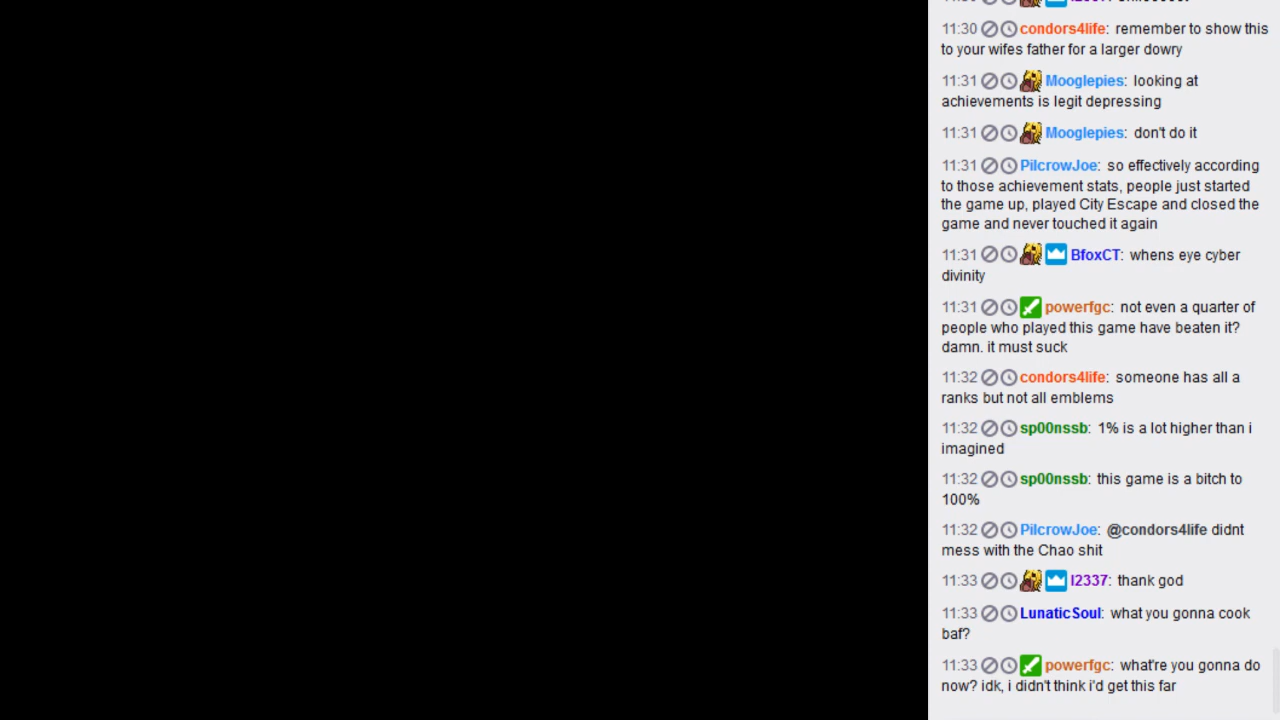 11:30 condors4life: remember to show this
to your wifes father for a larger dowry
11:31 Mooglepies: looking at
achievements is legit depressing
11:31 Mooglepies: don't do it
11:31 PilcrowJoe: so effectively according
to those achievement stats, people just started
the game up, played City Escape and closed the
game and never touched it again
11:31 BfoxCT: whens eye cyber
divinity
11:31 powerfgc: not even a quarter of
people who played this game have beaten it?
damn. it must suck
11:32 condors4life: someone has all a
ranks but not all emblems
11:32 sp00nssb: 1% is a lot higher than i
imagined
11:32 sp00nssb: this game is a bitch to
100%
11:32 PilcrowJoe: @condors4life didnt
mess with the Chao shit
11:33 l2337: thank god
11:33 LunaticSoul: what you gonna cook
baf?
11:33 powerfgc: what're you gonna do
now? idk, i didn't think i'd get this far